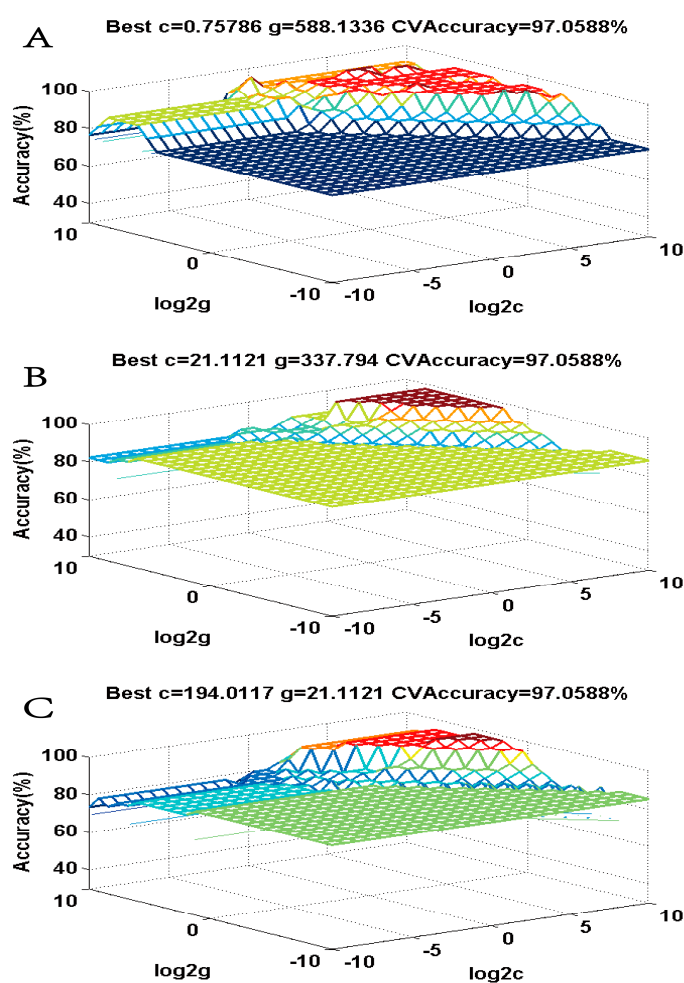 A
Best c=0.75786 g=588.1336 CVAccuracy=97.0588%
100
80
60
40
Accuracy(%)
10
0
-10
log2g
-10
-5
0
5
10
log2c
B
Best c=21.1121 g=337.794 CVAccuracy=97.0588%
100
80
60
40
Accuracy(%)
10
0
-10
log2g
-10
-5
0
5
10
log2c
C
Best c=194.0117 g=21.1121 CVAccuracy=97.0588%
100
80
60
40
Accuracy(%)
10
0
-10
log2g
-10
-5
0
5
10
log2c